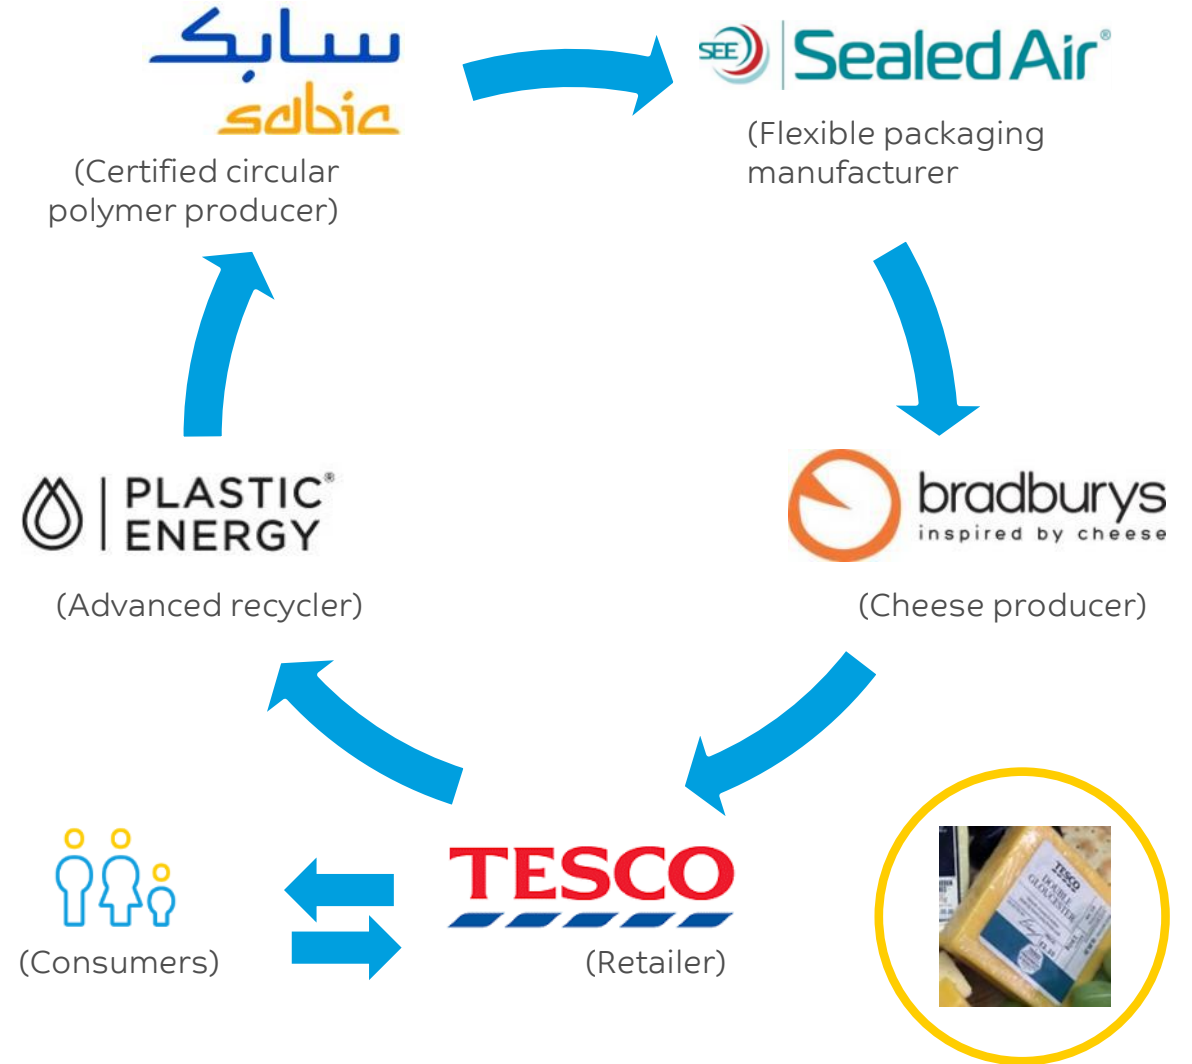 سابك
sabic
(Certified circular
polymer producer)
SEE Sealed Air®
(Flexible packaging
manufacturer
PLASTIC®
ENERGY
(Advanced recycler)
bradburys
inspired by cheese
(Cheese producer)
TESCO
(Retailer)
(Consumers)
TESCO
DOUBLE
GLOUCESTER